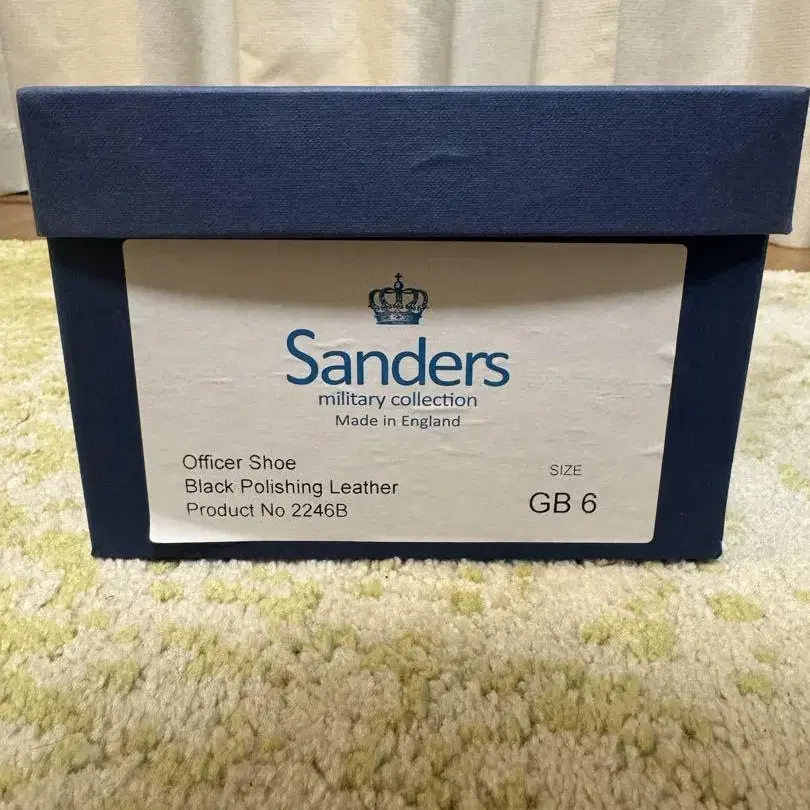 Sanders
military collection
Made in England
Officer Shoe
Black Polishing Leather
Product No 2246B
SIZE
GB 6